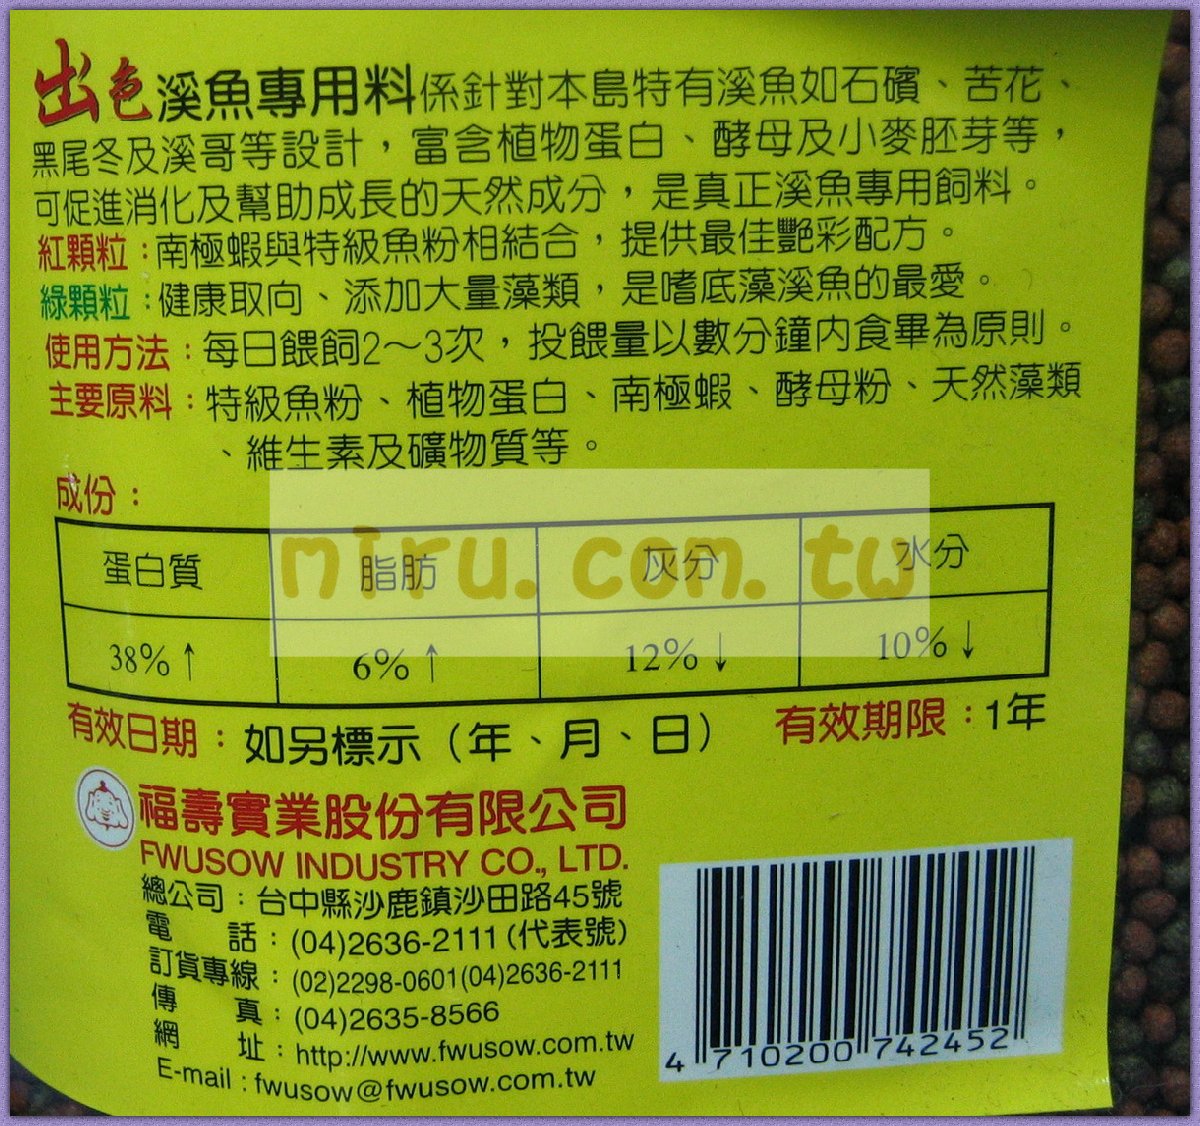 出色溪魚專用料係針對本島特有溪魚如石𩼧、苦花、
黑尾冬及溪哥等設計，富含植物蛋白、酵母及小麥胚芽等，
可促進消化及幫助成長的天然成分，是真正溪魚專用飼料。
紅顆粒：南極蝦與特級魚粉相結合，提供最佳艷彩配方。
綠顆粒：健康取向、添加大量藻類，是嗜底藻溪魚的最愛。
使用方法：每日餵飼2～3次，投餵量以數分鐘內食畢為原則。
主要原料：特級魚粉、植物蛋白、南極蝦、酵母粉、天然藻類
、維生素及礦物質等。
成份：
蛋白質 脂肪 灰分 水分
miru.com.tw
38%↑ 6%↑ 12%↓ 10%↓
有效日期：如另標示（年、月、日） 有效期限：1年
福壽實業股份有限公司
FWUSOW INDUSTRY CO., LTD.
總公司：台中縣沙鹿鎮沙田路45號
電話：(04)2636-2111（代表號）
訂貨專線：(02)2298-0601(04)2636-2111
傳真：(04)2635-8566
網址：http://www.fwusow.com.tw
E-mail：fwusow@fwusow.com.tw
4 710200 742452